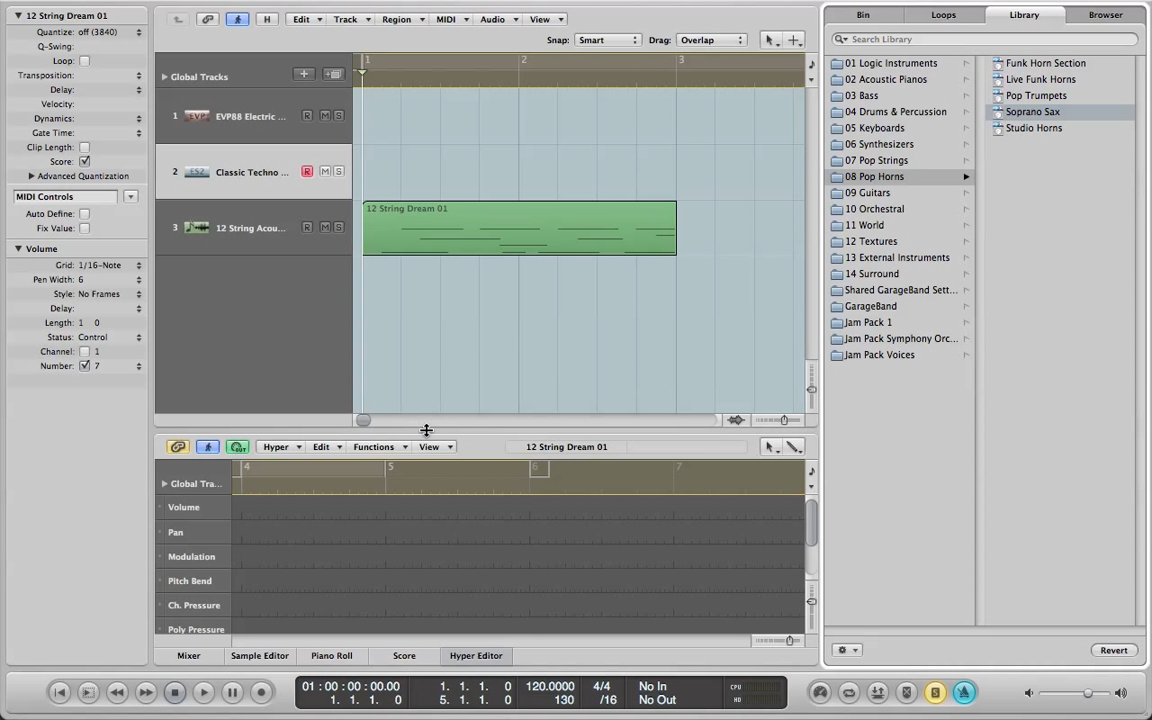 12 String Dream 01
Quantize: off (3840)
Q-Swing:
Loop:
Transposition:
Delay:
Velocity:
Dynamics:
Gate Time:
Clip Length:
Score:
Advanced Quantization
MIDI Controls
Auto Define:
Fix Value:
Volume
Grid: 1/16-Note
Pen Width: 6
Style: No Frames
Delay:
Length: 1 0
Status: Control
Channel: 1
Number: 7
H Edit Track Region MIDI Audio View
Snap: Smart Drag: Overlap
1 2 3
Global Tracks
1 EVP88 Electric ... R M S
2 Classic Techno ... R M S
3 12 String Acou... R M S
12 String Dream 01
Hyper Edit Functions View 12 String Dream 01
4 5 6 7
Global Tra...
Volume
Pan
Modulation
Pitch Bend
Ch. Pressure
Poly Pressure
Mixer Sample Editor Piano Roll Score Hyper Editor
Bin Loops Library Browser
Search Library
01 Logic Instruments
02 Acoustic Pianos
03 Bass
04 Drums & Percussion
05 Keyboards
06 Synthesizers
07 Pop Strings
08 Pop Horns
09 Guitars
10 Orchestral
11 World
12 Textures
13 External Instruments
14 Surround
Shared GarageBand Sett...
GarageBand
Jam Pack 1
Jam Pack Symphony Orc...
Jam Pack Voices
Funk Horn Section
Live Funk Horns
Pop Trumpets
Soprano Sax
Studio Horns
Revert
01 : 00 : 00 : 00.00 1. 1. 1. 0 120.0000 4/4 No In CPU
1. 1. 1. 0 5. 1. 1. 0 130 /16 No Out HD